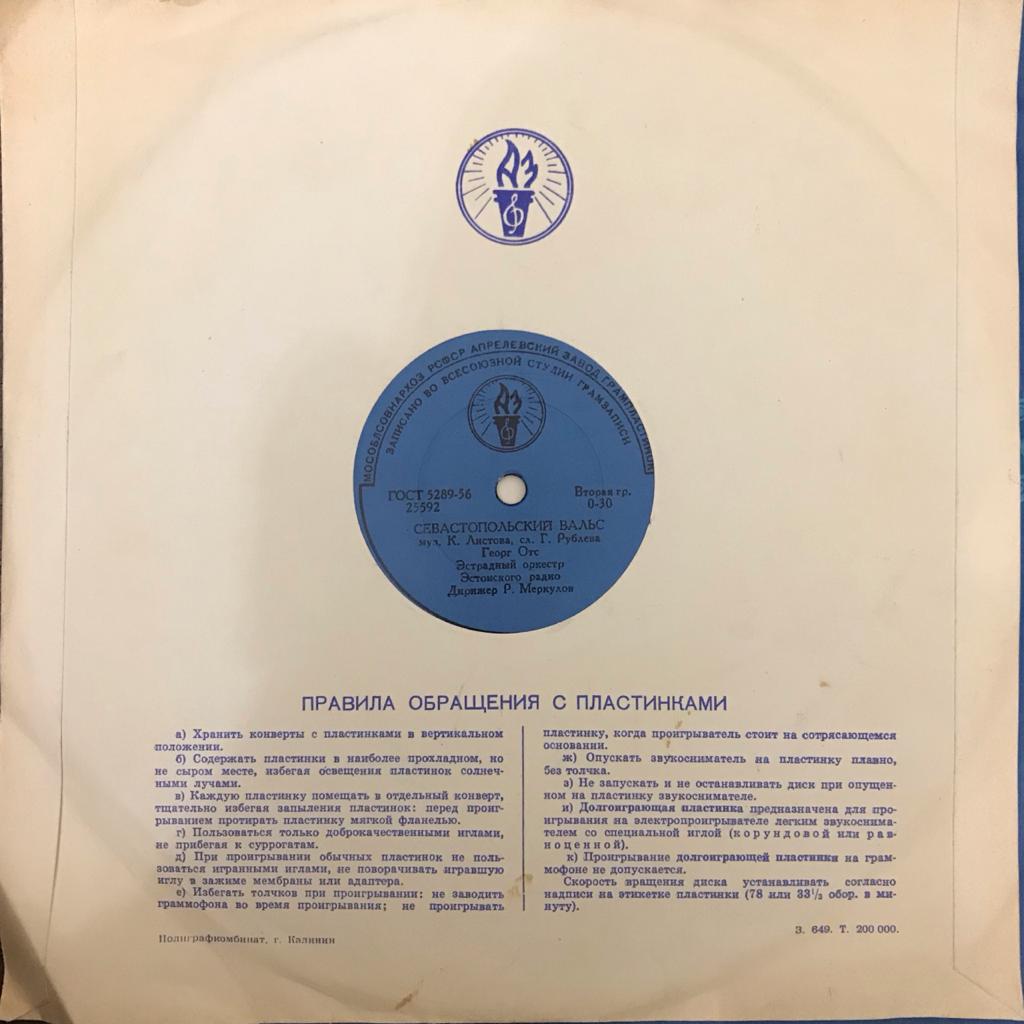 АЗ
МОСОБЛСОВНАРХОЗ РСФСР АПРЕЛЕВСКИЙ ЗАВОД ГРАМПЛАСТИНОК
ЗАПИСАНО ВО ВСЕСОЮЗНОЙ СТУДИИ ГРАМЗАПИСИ
АЗ
ГОСТ 5289-56
25592
Вторая гр.
0-30
СЕВАСТОПОЛЬСКИЙ ВАЛЬС
муз. К. Листова, сл. Г. Рублева
Георг Отс
Эстрадный оркестр
Эстонского радио
Дирижер Р. Меркулов
ПРАВИЛА ОБРАЩЕНИЯ С ПЛАСТИНКАМИ
а) Хранить конверты с пластинками в вертикальном
положении.
б) Содержать пластинки в наиболее прохладном, но
не сыром месте, избегая освещения пластинок солнеч-
ными лучами.
в) Каждую пластинку помещать в отдельный конверт,
тщательно избегая запыления пластинок: перед проиг-
рыванием протирать пластинку мягкой фланелью.
г) Пользоваться только доброкачественными иглами,
не прибегая к суррогатам.
д) При проигрывании обычных пластинок не поль-
зоваться игранными иглами, не поворачивать игравшую
иглу в зажиме мембраны или адаптера.
е) Избегать толчков при проигрывании: не заводить
граммофона во время проигрывания; не проигрывать
пластинку, когда проигрыватель стоит на сотрясающемся
основании.
ж) Опускать звукосниматель на пластинку плавно,
без толчка.
з) Не запускать и не останавливать диск при опущен-
ном на пластинку звукоснимателе.
и) Долгоиграющая пластинка предназначена для про-
игрывания на электропроигрывателе легким звукоснима-
телем со специальной иглой (корундовой или рав-
ноценной).
к) Проигрывание долгоиграющей пластинки на грам-
мофоне не допускается.
Скорость вращения диска устанавливать согласно
надписи на этикетке пластинки (78 или 33 1/3 обор. в ми-
нуту).
Полиграфкомбинат, г. Калинин
З. 649. Т. 200 000.